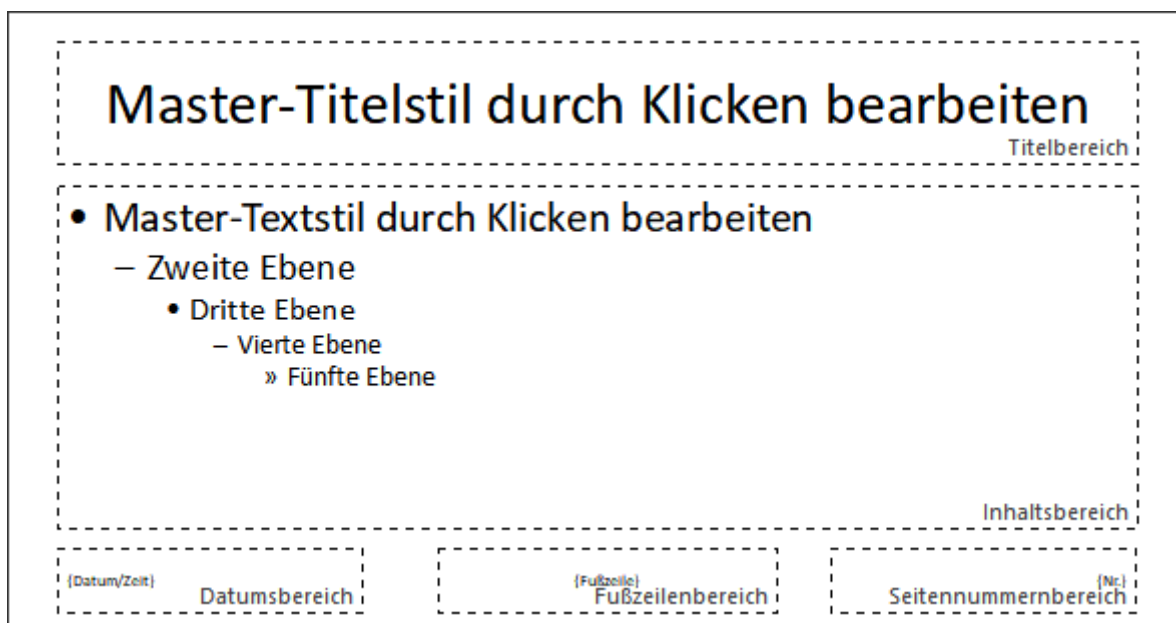 Master-Titelstil durch Klicken bearbeiten
Titelbereich
• Master-Textstil durch Klicken bearbeiten
– Zweite Ebene
• Dritte Ebene
– Vierte Ebene
» Fünfte Ebene
Inhaltsbereich
{Datum/Zeit}
Datumsbereich
{Fußzeile}
Fußzeilenbereich
{Nr.}
Seitennummernbereich